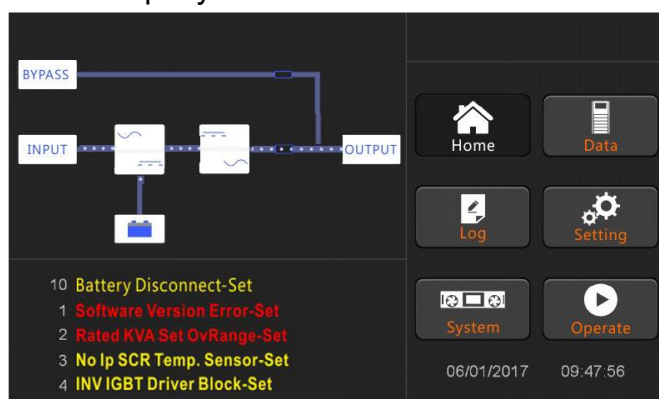 BYPASS
INPUT
OUTPUT
10 Battery Disconnect-Set
1 Software Version Error-Set
2 Rated KVA Set OvRange-Set
3 No Ip SCR Temp. Sensor-Set
4 INV IGBT Driver Block-Set
Home
Data
Log
Setting
System
Operate
06/01/2017 09:47:56